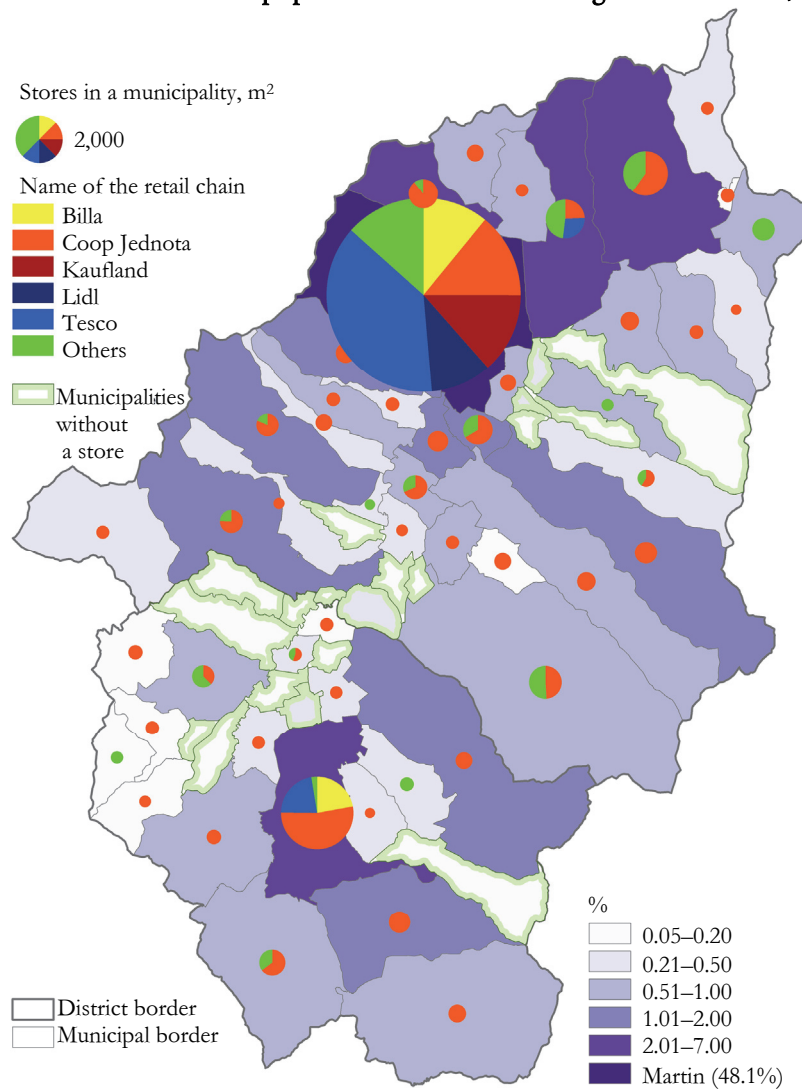 Stores in a municipality, m²
2,000
Name of the retail chain
Billa
Coop Jednota
Kaufland
Lidl
Tesco
Others
Municipalities
without
a store
%
0.05–0.20
0.21–0.50
0.51–1.00
1.01–2.00
2.01–7.00
Martin (48.1%)
District border
Municipal border